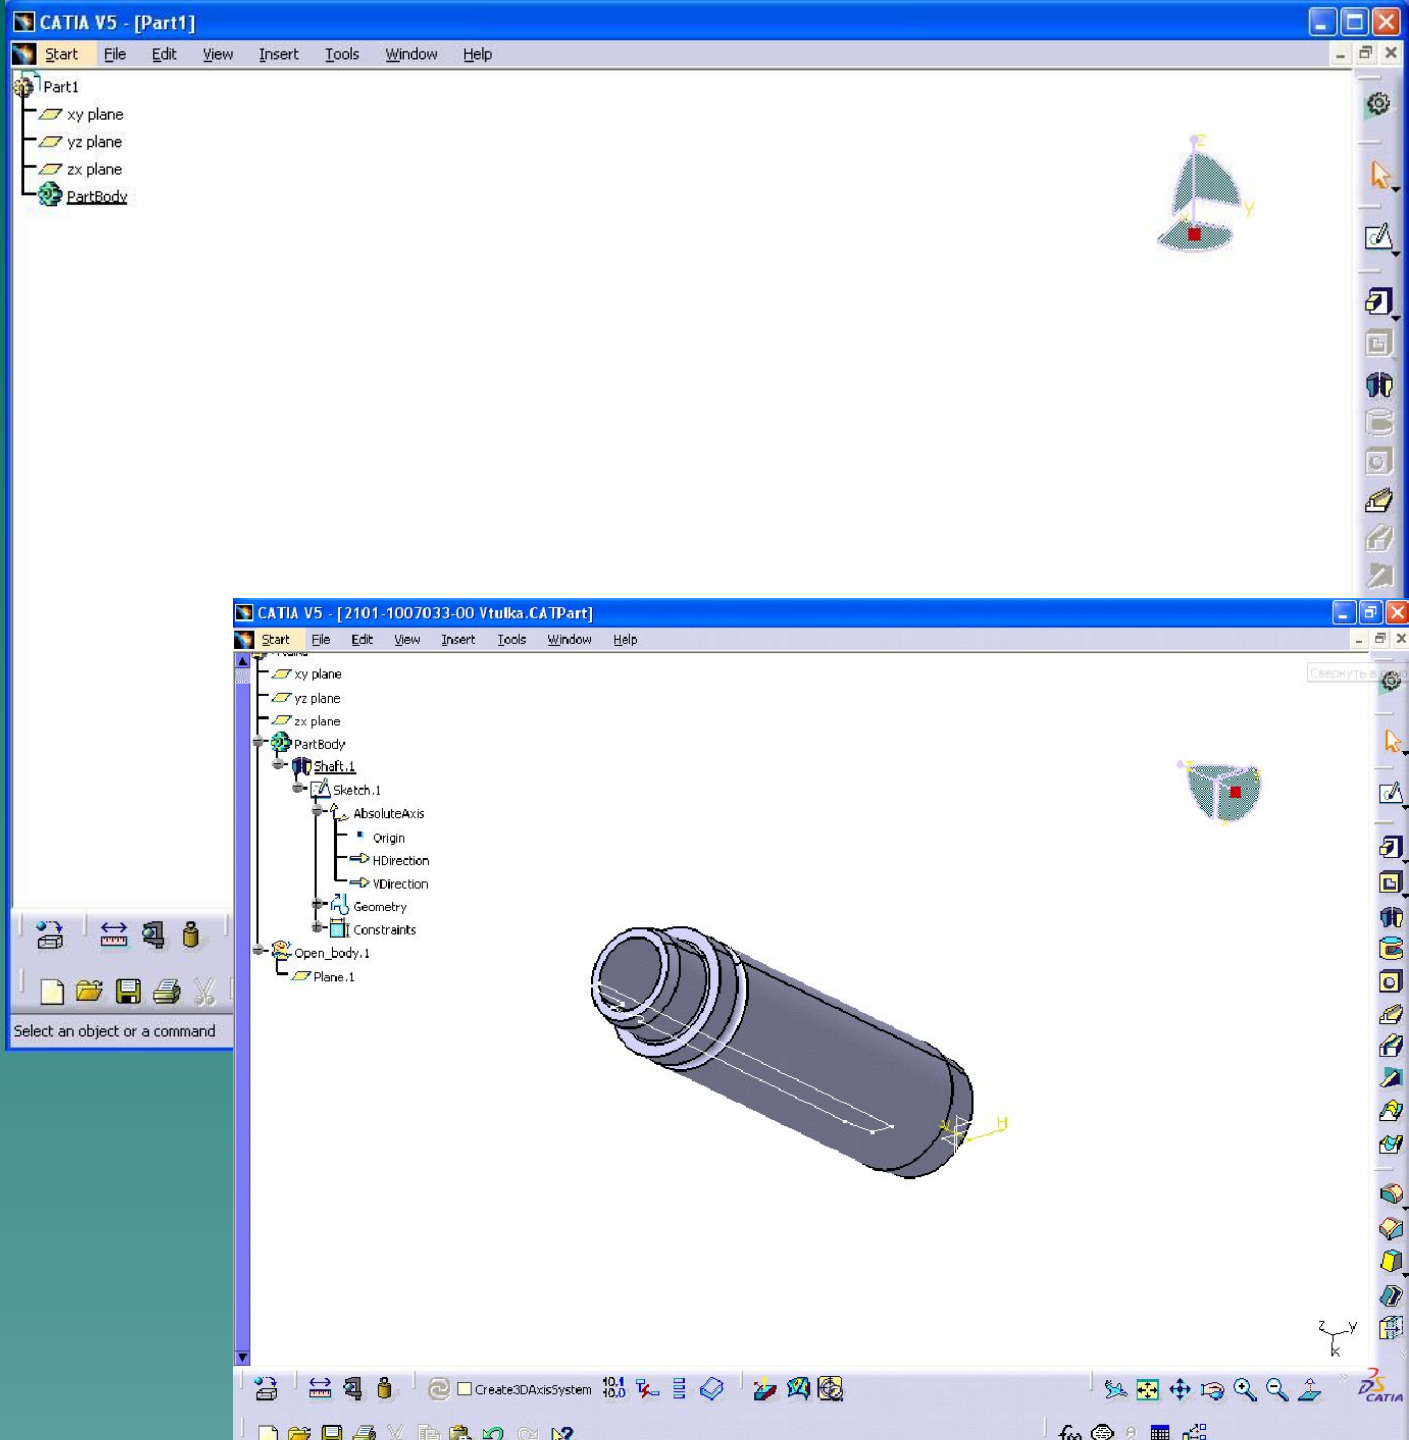 CATIA V5 - [Part1]
Start File Edit View Insert Tools Window Help
Part1
xy plane
yz plane
zx plane
PartBody
Z
Y
X
Select an object or a command
CATIA V5 - [2101-1007033-00 Vtulka.CATPart]
Start File Edit View Insert Tools Window Help
xy plane
yz plane
zx plane
PartBody
Shaft.1
Sketch.1
AbsoluteAxis
Origin
HDirection
VDirection
Geometry
Constraints
Open_body.1
Plane.1
Свернуть в
H
Z Y
X
Create3DAxisSystem
CATIA